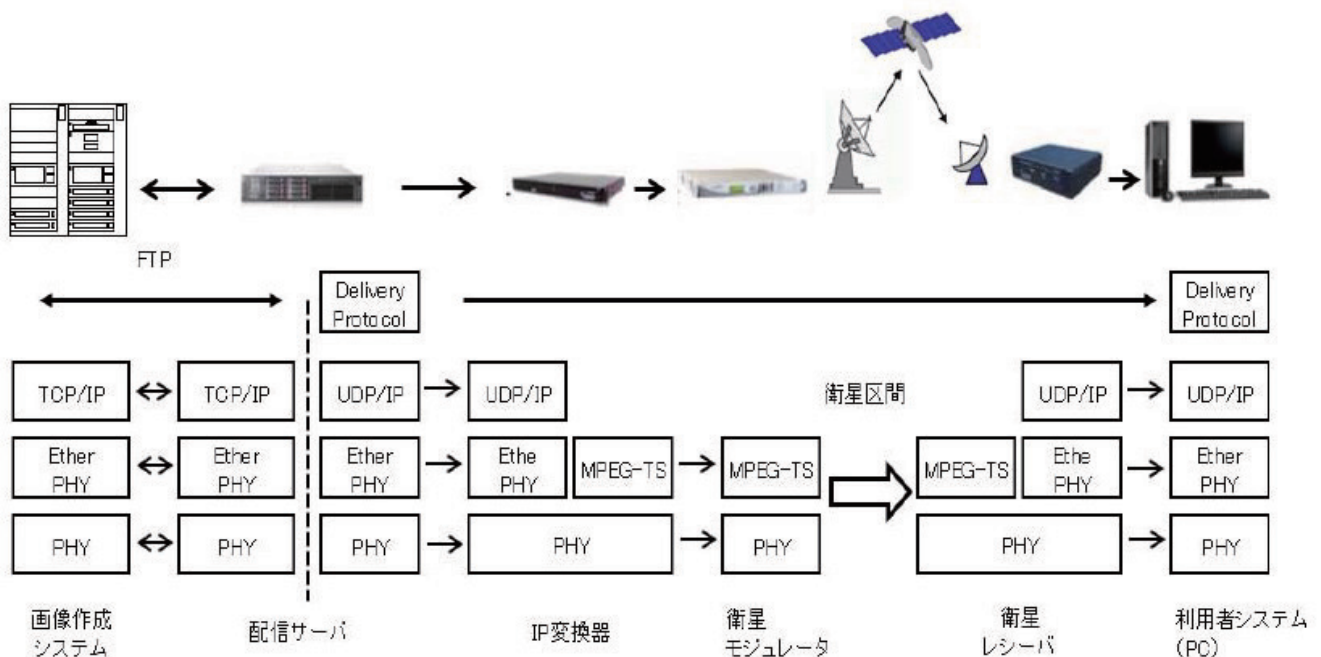 FTP
Delivery
Protocol
Delivery
Protocol
TCP/IP
TCP/IP
UDP/IP
UDP/IP
衛星区間
UDP/IP
UDP/IP
Ether
PHY
Ether
PHY
Ether
PHY
Ethe
PHY
MPEG-TS
MPEG-TS
MPEG-TS
Ethe
PHY
Ether
PHY
PHY
PHY
PHY
PHY
PHY
PHY
PHY
画像作成
システム
配信サーバ
IP変換器
衛星
モジュレータ
衛星
レシーバ
利用者システム
(PC)